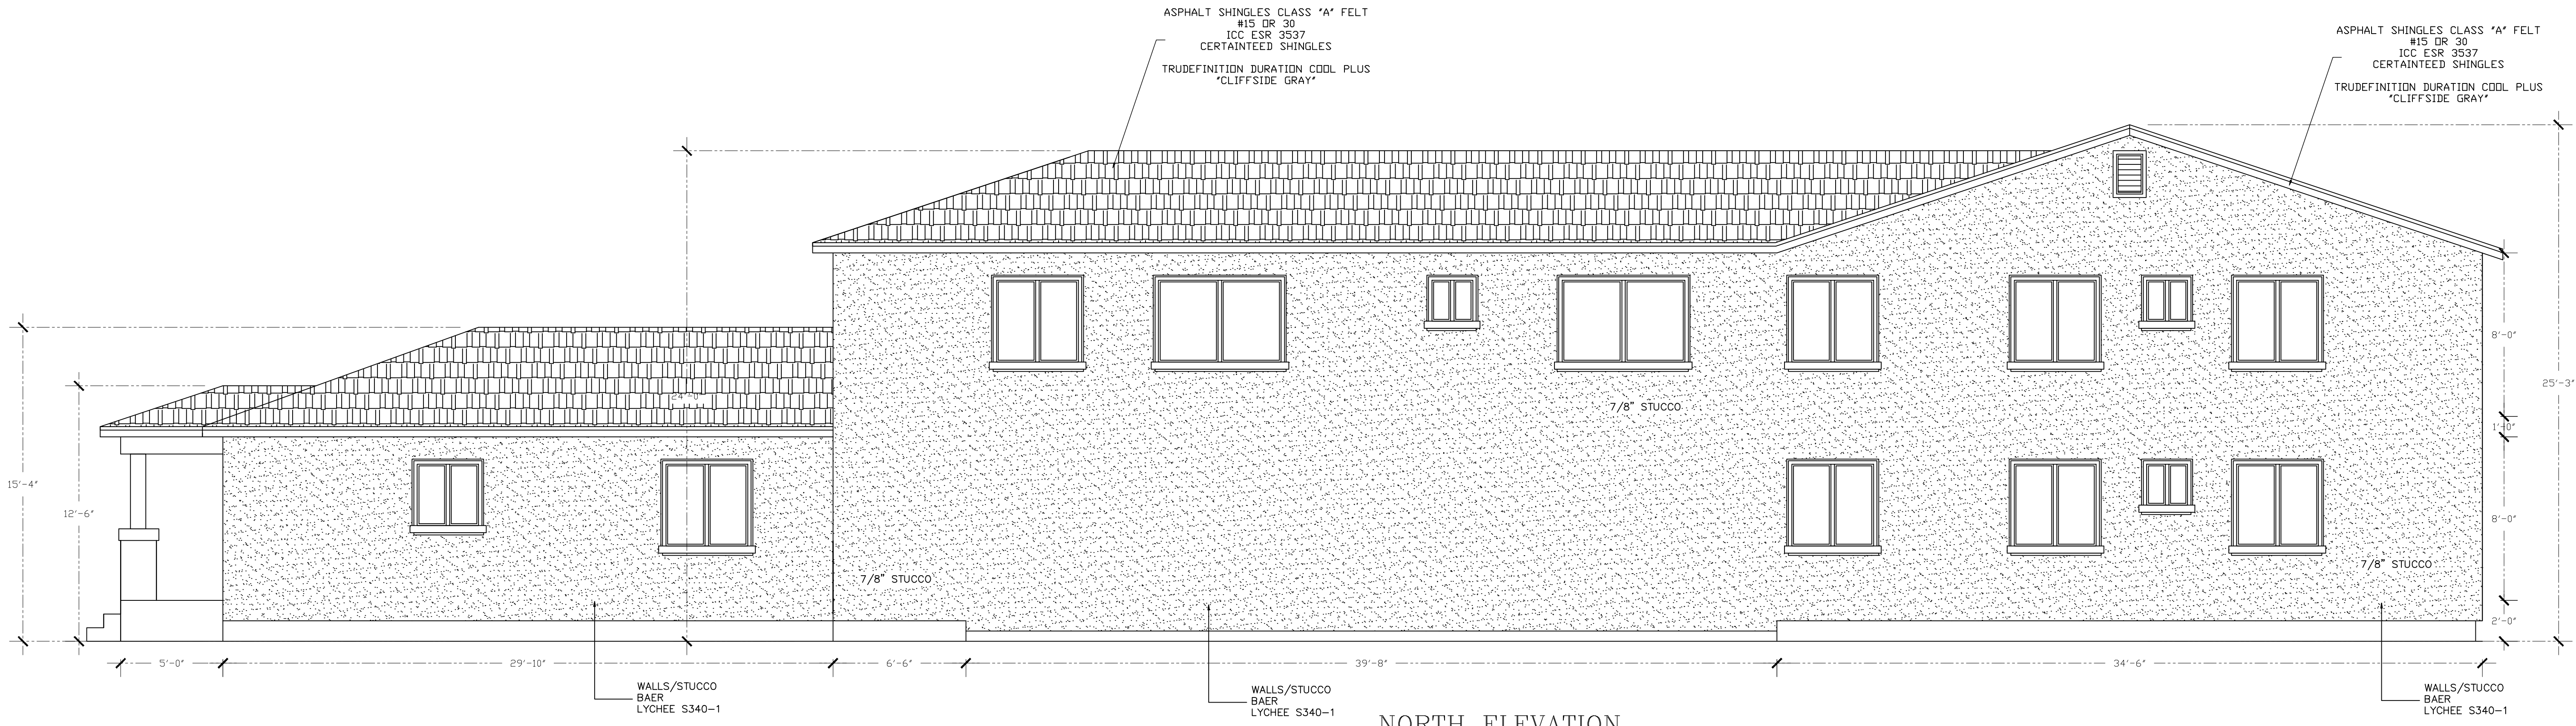 ASPHALT SHINGLES CLASS "A" FELT
#15 OR 30
ICC ESR 3537
CERTAINTEED SHINGLES
TRUDEFINITION DURATION COOL PLUS
"CLIFFSIDE GRAY"
ASPHALT SHINGLES CLASS "A" FELT
#15 OR 30
ICC ESR 3537
CERTAINTEED SHINGLES
TRUDEFINITION DURATION COOL PLUS
"CLIFFSIDE GRAY"
8'-0"
25'-3"
24'-0"
7/8" STUCCO
1'-0"
15'-4"
12'-6"
8'-0"
7/8" STUCCO
7/8" STUCCO
2'-0"
5'-0"
29'-10"
6'-6"
39'-8"
34'-6"
WALLS/STUCCO
BAER
LYCHEE S340-1
WALLS/STUCCO
BAER
LYCHEE S340-1
WALLS/STUCCO
BAER
LYCHEE S340-1
NORTH ELEVATION